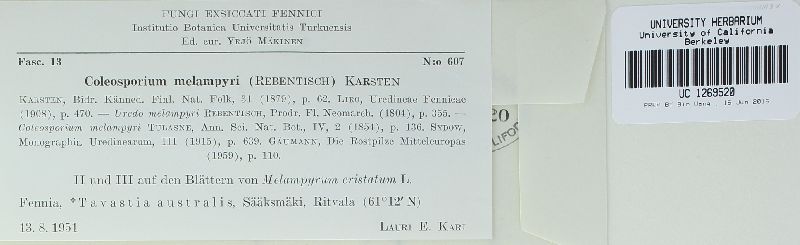 FUNGI EXSICCATI FENNICI
Instituto Botanica Universitatis Turkuensis
Ed. cur. YRJÖ MÄKINEN
Fasc. 13 N:o 607
Coleosporium melampyri (REBENTISCH) KARSTEN
KARSTEN, Bidr. Känned. Finl. Nat. Folk, 31 (1879), p. 62. LIRO, Uredineae Fennicae
(1908), p. 470. — Uredo melampyri REBENTISCH, Prodr. Fl. Neomarch. (1804), p. 355. —
Coleosporium melampyri TULASNE, Ann. Sci. Nat. Bot., IV, 2 (1854), p. 136. SYDOW,
Monographia Uredinearum, III (1915), p. 639. GÄUMANN, Die Rostpilze Mitteleuropas
(1959), p. 110.
II und III auf den Blättern von Melampyrum cristatum L.
Fennia, *Tavastia australis, Sääksmäki, Ritvala (61°12′ N)
13. 8. 1951 LAURI E. KARI
20
LIFOR
UNIVERSITY HERBARIUM
University of California
Berkeley
UC 1269520